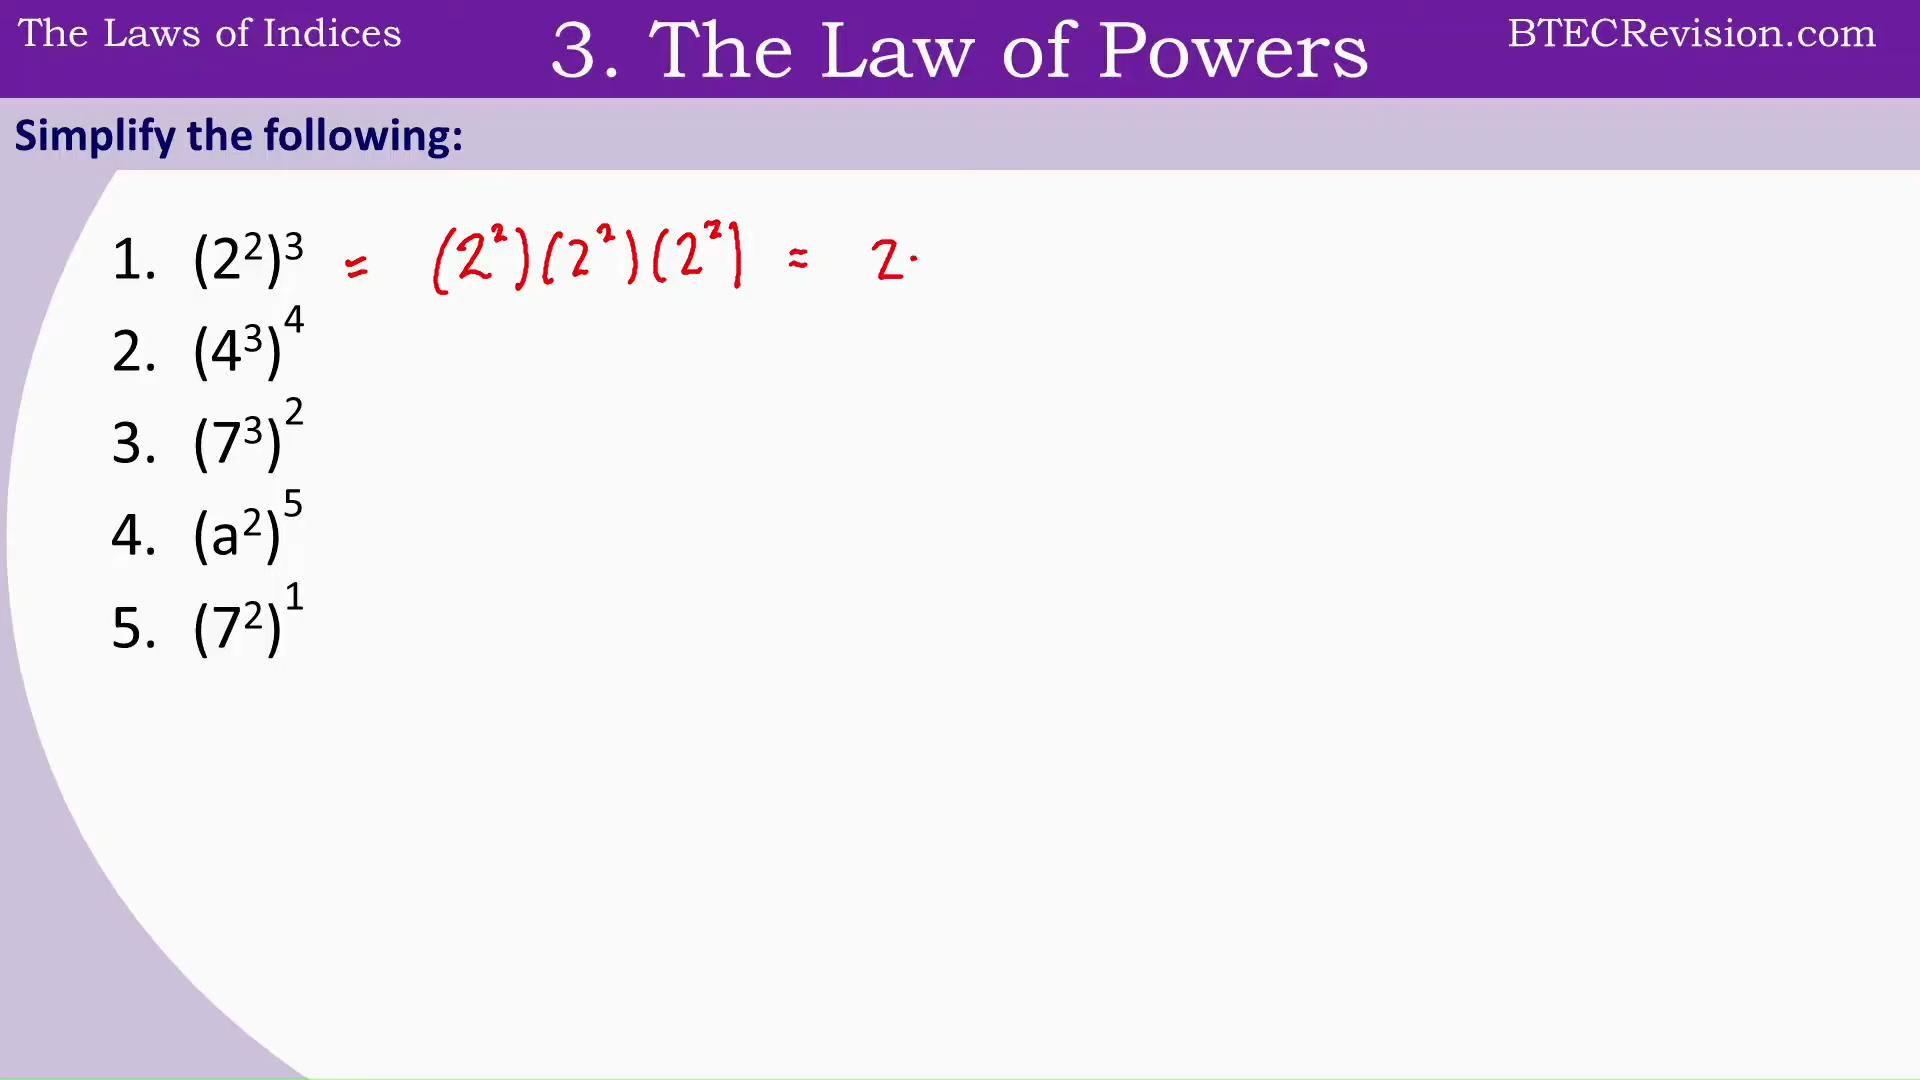 The Laws of Indices
3. The Law of Powers
BTECRevision.com
Simplify the following:
1. (2²)³ = (2²)(2²)(2²) = 2·
2. (4³)⁴
3. (7³)²
4. (a²)⁵
5. (7²)¹